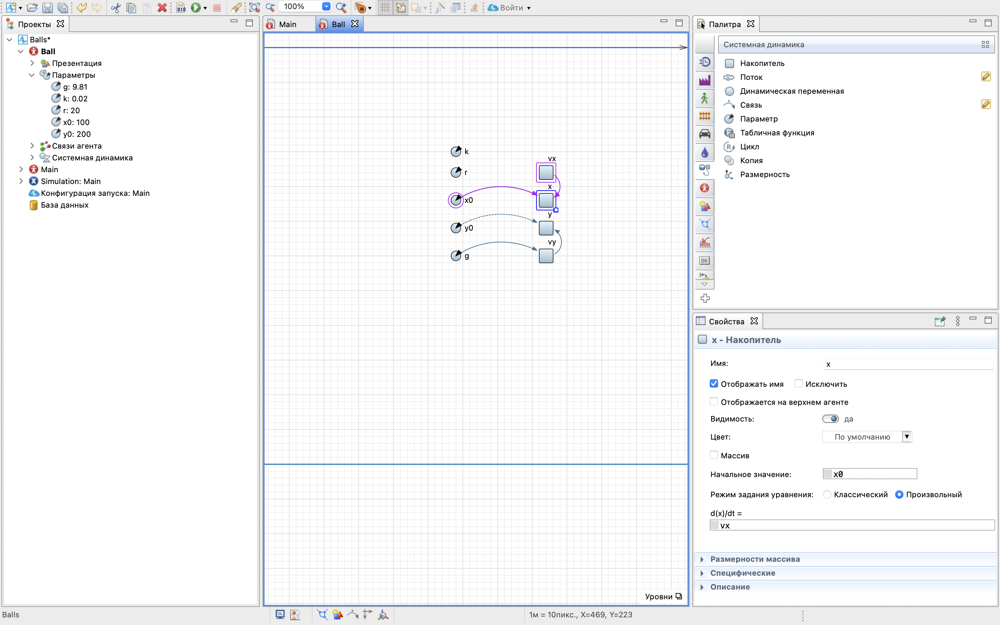 100%
Войти
Проекты
Balls*
Ball
Презентация
Параметры
g: 9.81
k: 0.02
r: 20
x0: 100
y0: 200
Связи агента
Системная динамика
Main
Simulation: Main
Конфигурация запуска: Main
База данных
Main
Ball
k
r
x0
y0
g
vx
x
y
vy
Уровни
Палитра
Системная динамика
Накопитель
Поток
Динамическая переменная
Связь
Параметр
Табличная функция
Цикл
Копия
Размерность
OK
Свойства
x - Накопитель
Имя: x
Отображать имя Исключить
Отображается на верхнем агенте
Видимость: да
Цвет: По умолчанию
Массив
Начальное значение: x0
Режим задания уравнения: Классический Произвольный
d(x)/dt =
vx
Размерности массива
Специфические
Описание
Balls
1м = 10пикс., X=469, Y=223